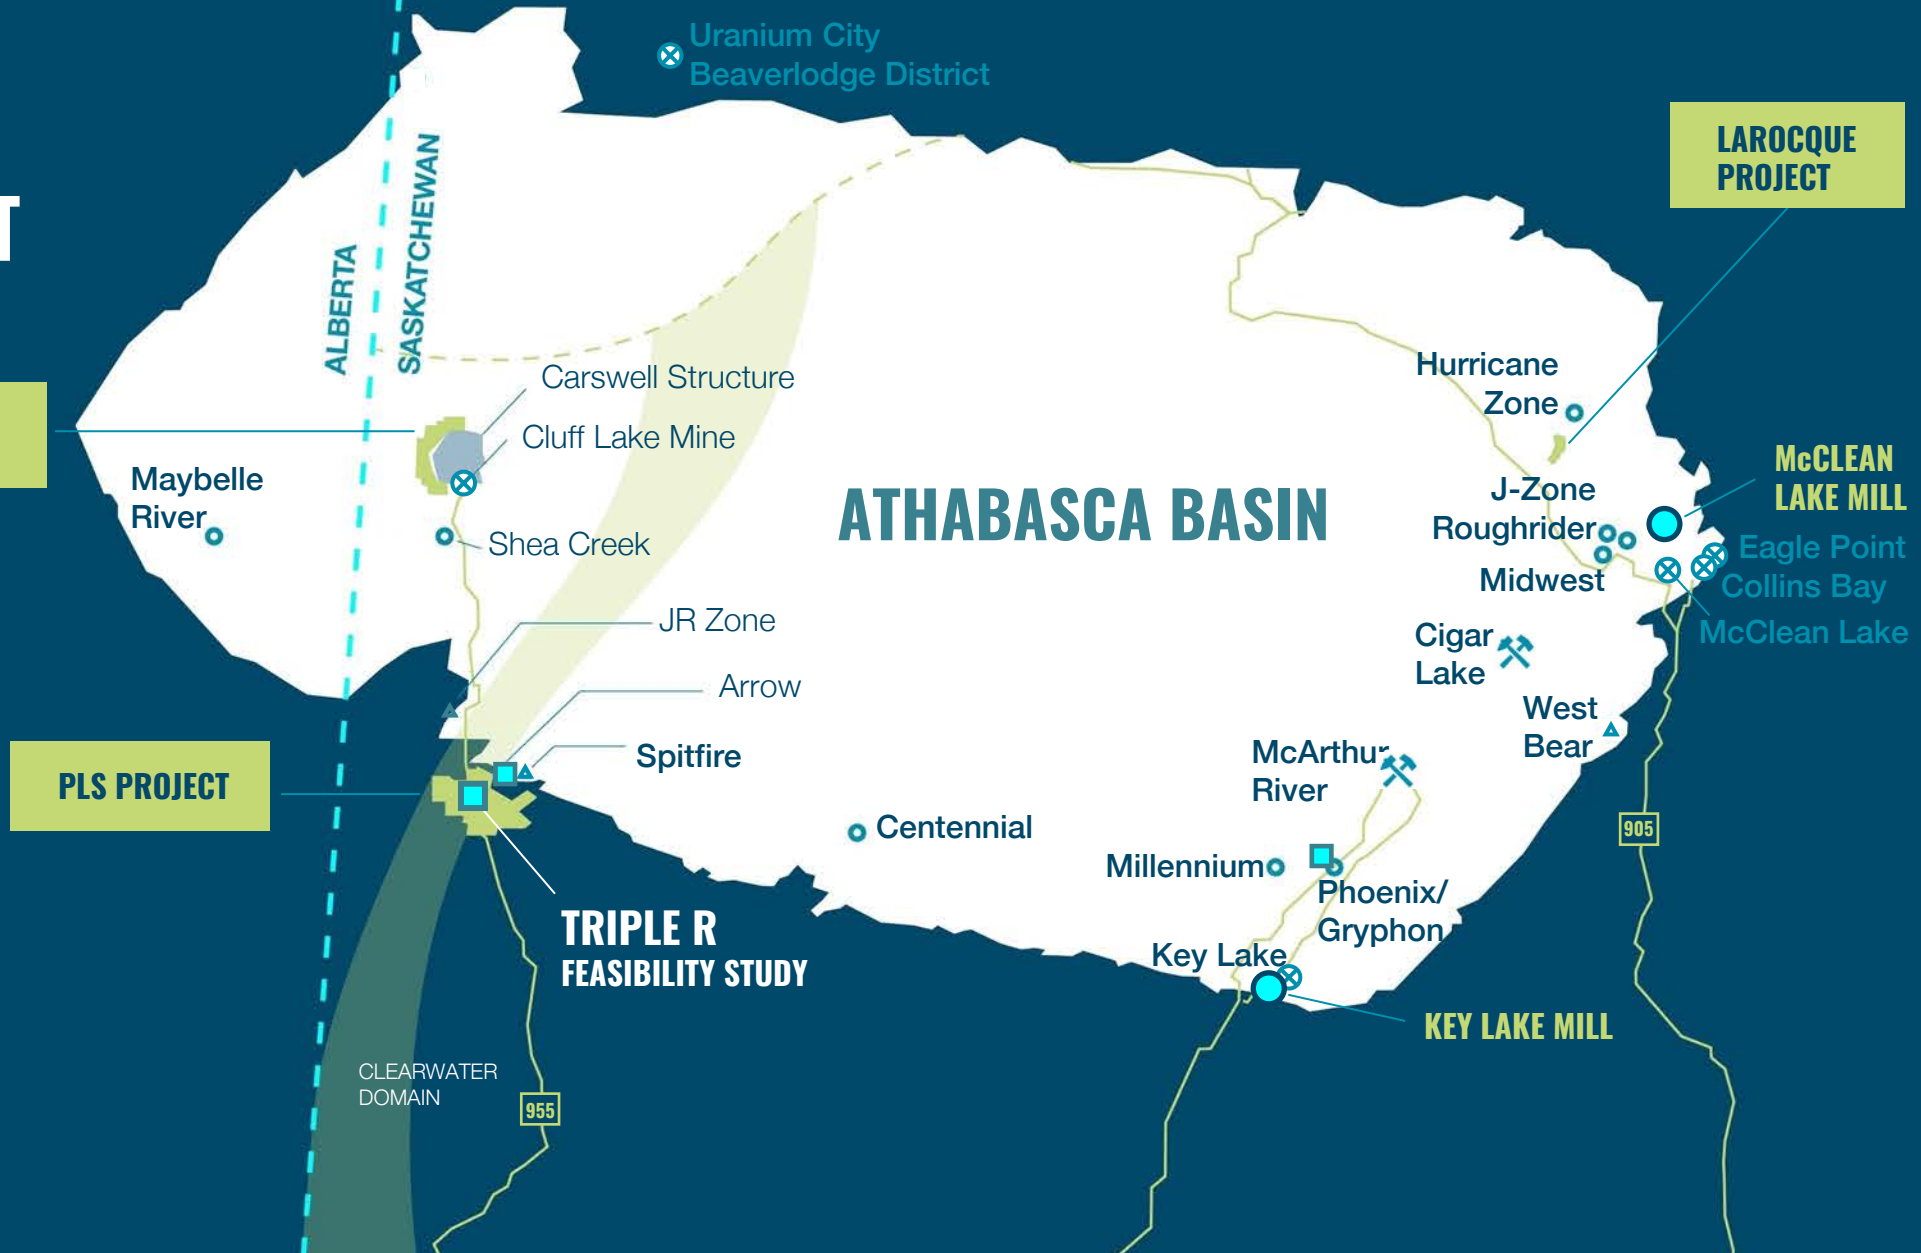 Uranium City
Beaverlodge District
LAROCQUE
PROJECT
T
ALBERTA
SASKATCHEWAN
Carswell Structure
Cluff Lake Mine
Maybelle
River
Shea Creek
ATHABASCA BASIN
Hurricane
Zone
McCLEAN
LAKE MILL
J-Zone
Roughrider
Midwest
Eagle Point
Collins Bay
McClean Lake
JR Zone
Arrow
Spitfire
Cigar
Lake
West
Bear
McArthur
River
PLS PROJECT
Centennial
Millennium
Phoenix/
Gryphon
905
TRIPLE R
FEASIBILITY STUDY
Key Lake
KEY LAKE MILL
CLEARWATER
DOMAIN
955